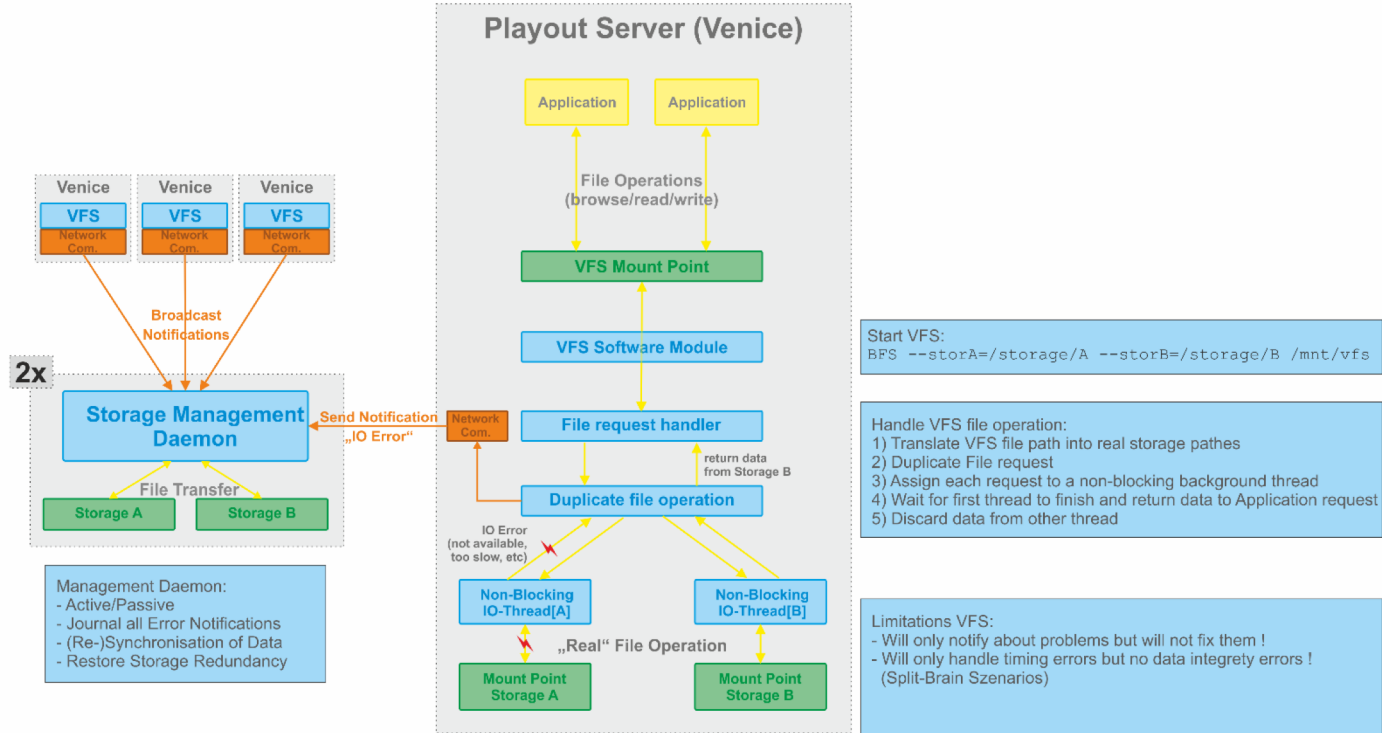 Playout Server (Venice)
Application
Application
File Operations
(browse/read/write)
VFS Mount Point
VFS Software Module
File request handler
return data
from Storage B
Duplicate file operation
IO Error
(not available,
too slow, etc)
Non-Blocking
IO-Thread[A]
Non-Blocking
IO-Thread[B]
„Real“ File Operation
Mount Point
Storage A
Mount Point
Storage B
Venice
VFS
Network
Com.
Venice
VFS
Network
Com.
Venice
VFS
Network
Com.
Broadcast
Notifications
2x
Storage Management
Daemon
Send Notification
„IO Error“
Network
Com.
File Transfer
Storage A
Storage B
Management Daemon:
- Active/Passive
- Journal all Error Notifications
- (Re-)Synchronisation of Data
- Restore Storage Redundancy
Start VFS:
BFS --storA=/storage/A --storB=/storage/B /mnt/vfs
Handle VFS file operation:
1) Translate VFS file path into real storage pathes
2) Duplicate File request
3) Assign each request to a non-blocking background thread
4) Wait for first thread to finish and return data to Application request
5) Discard data from other thread
Limitations VFS:
- Will only notify about problems but will not fix them !
- Will only handle timing errors but no data integrety errors !
(Split-Brain Szenarios)